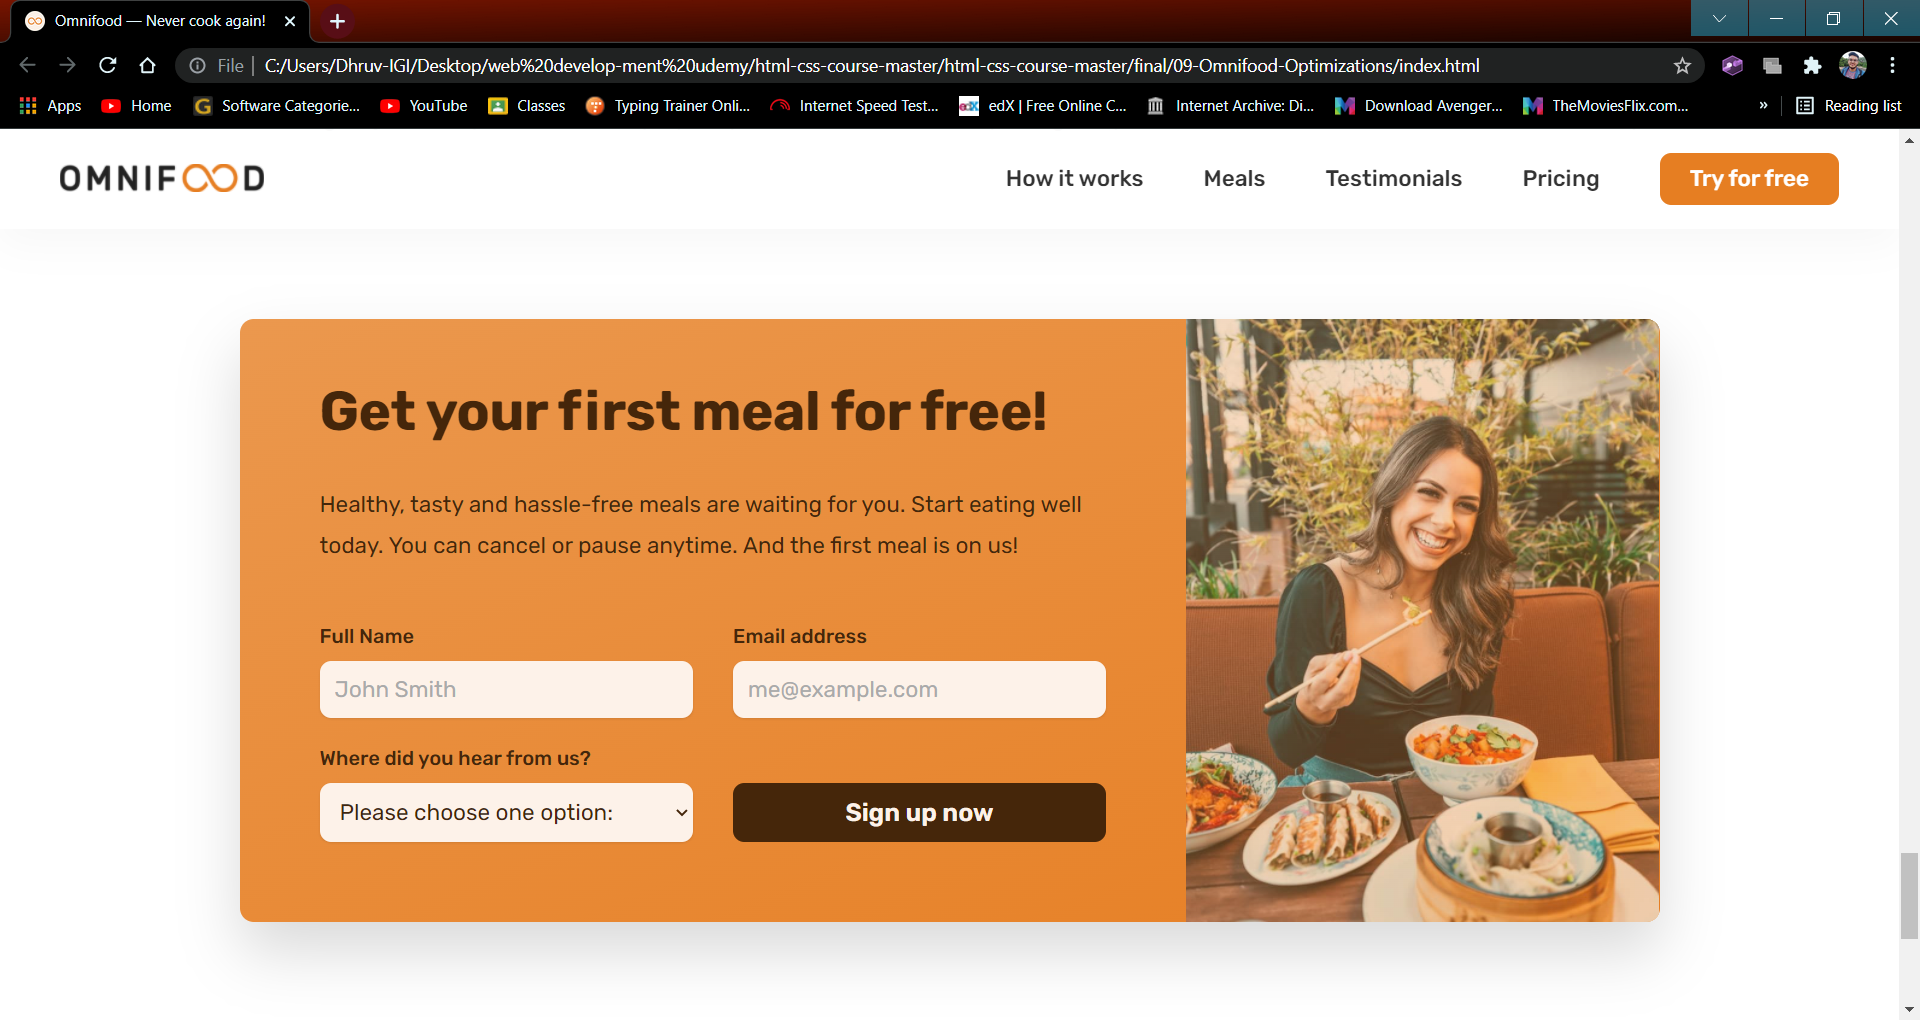 Omnifood — Never cook again!
File | C:/Users/Dhruv-IGI/Desktop/web%20develop-ment%20udemy/html-css-course-master/html-css-course-master/final/09-Omnifood-Optimizations/index.html
Apps Home G Software Categorie... YouTube Classes Typing Trainer Onli... Internet Speed Test... edX edX | Free Online C... Internet Archive: Di... Download Avenger... TheMoviesFlix.com... » Reading list
OMNIFOOD How it works Meals Testimonials Pricing Try for free
Get your first meal for free!
Healthy, tasty and hassle-free meals are waiting for you. Start eating well
today. You can cancel or pause anytime. And the first meal is on us!
Full Name Email address
John Smith me@example.com
Where did you hear from us?
Please choose one option: Sign up now